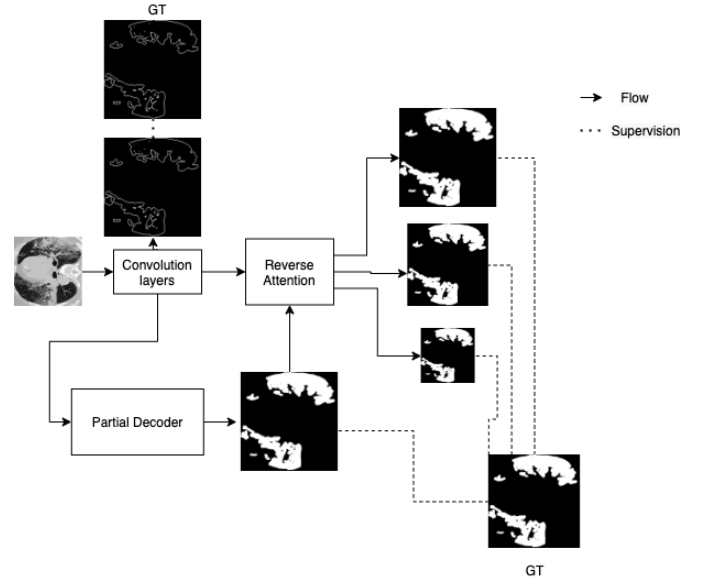 GT
Flow
Supervision
Convolution
layers
Reverse
Attention
Partial Decoder
GT